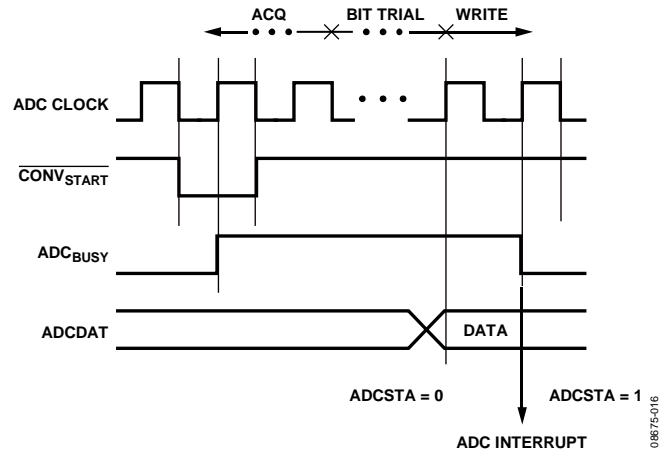 ACQ BIT TRIAL WRITE
ADC CLOCK
CONVSTART
ADCBUSY
ADCDAT
DATA
ADCSTA = 0
ADCSTA = 1
ADC INTERRUPT
08675-016